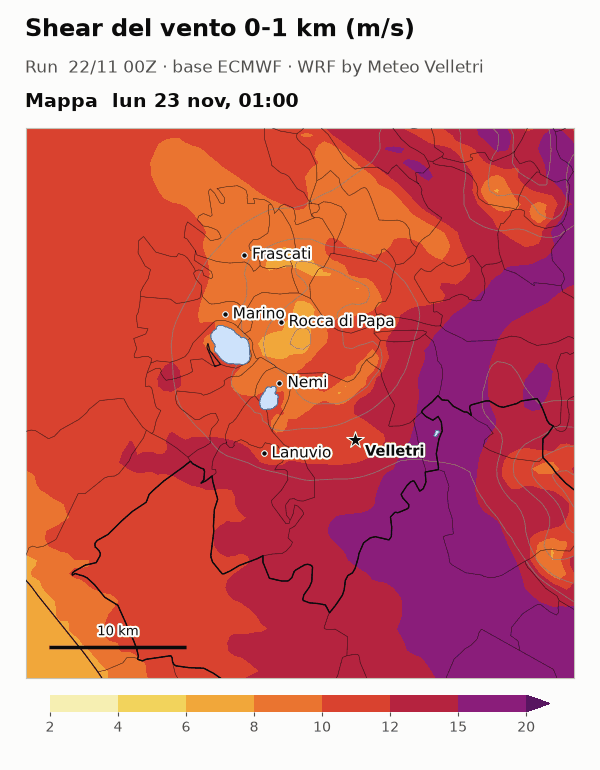 Shear del vento 0-1 km (m/s)
Run  22/11 00Z · base ECMWF · WRF by Meteo Velletri
Mappa  lun 23 nov, 01:00
Frascati
Marino
Rocca di Papa
Nemi
Velletri
Lanuvio
10 km
2 4 6 8 10 12 15 20